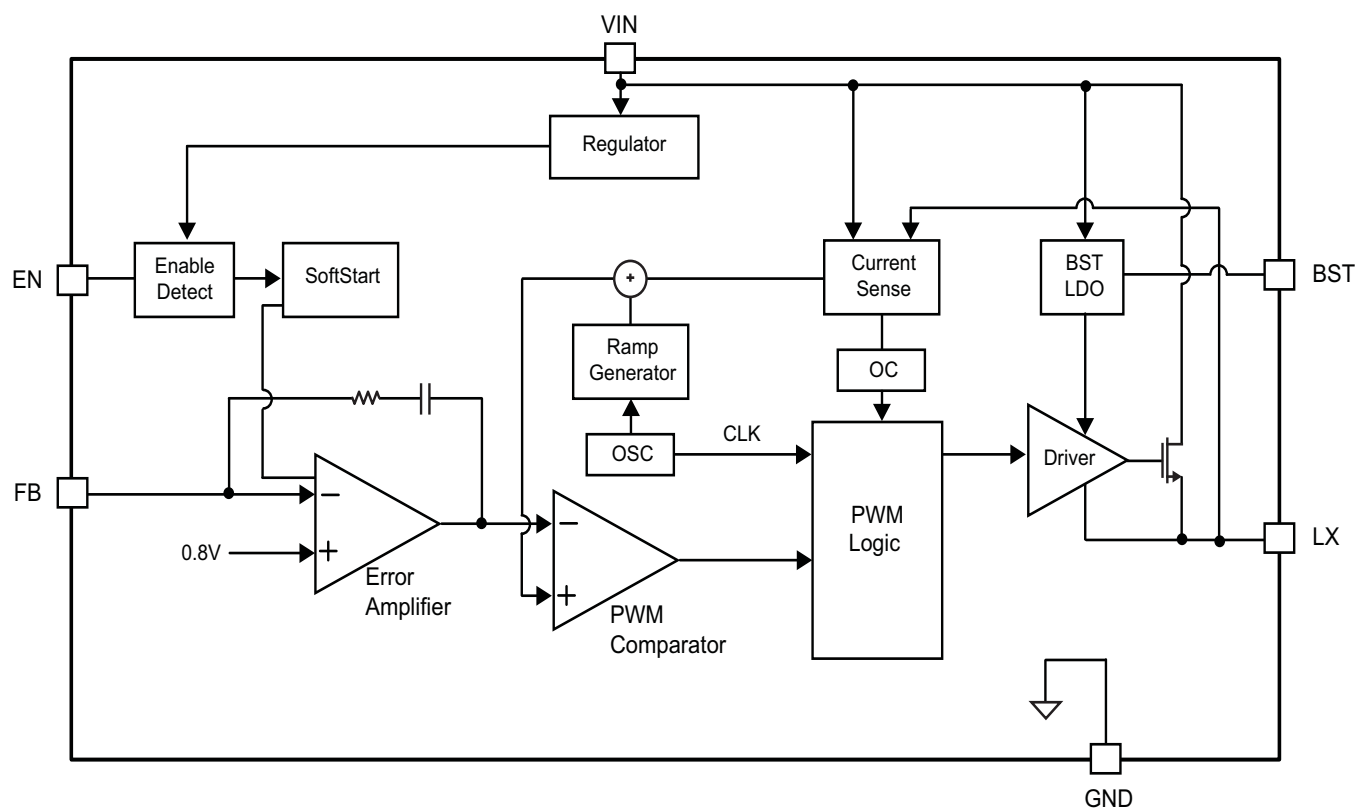 VIN
Regulator
EN
Enable
Detect
SoftStart
+
Current
Sense
BST
LDO
BST
Ramp
Generator
OC
OSC
CLK
Driver
FB
−
0.8V
+
Error
Amplifier
−
+
PWM
Comparator
PWM
Logic
LX
GND